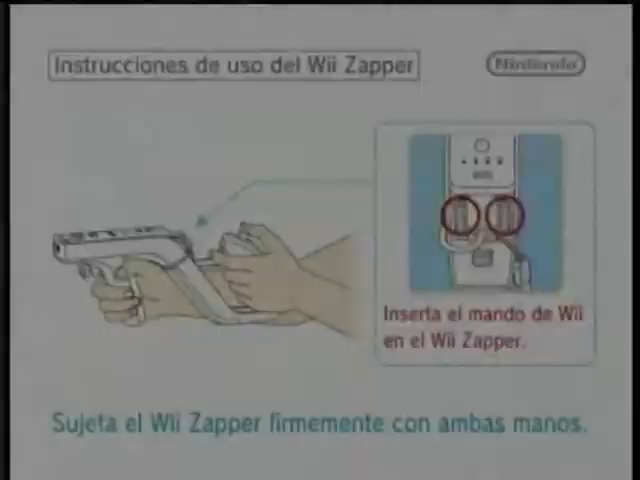 Instrucciones de uso del Wii Zapper
Nintendo
Inserta el mando de Wii
en el Wii Zapper.
Sujeta el Wii Zapper firmemente con ambas manos.